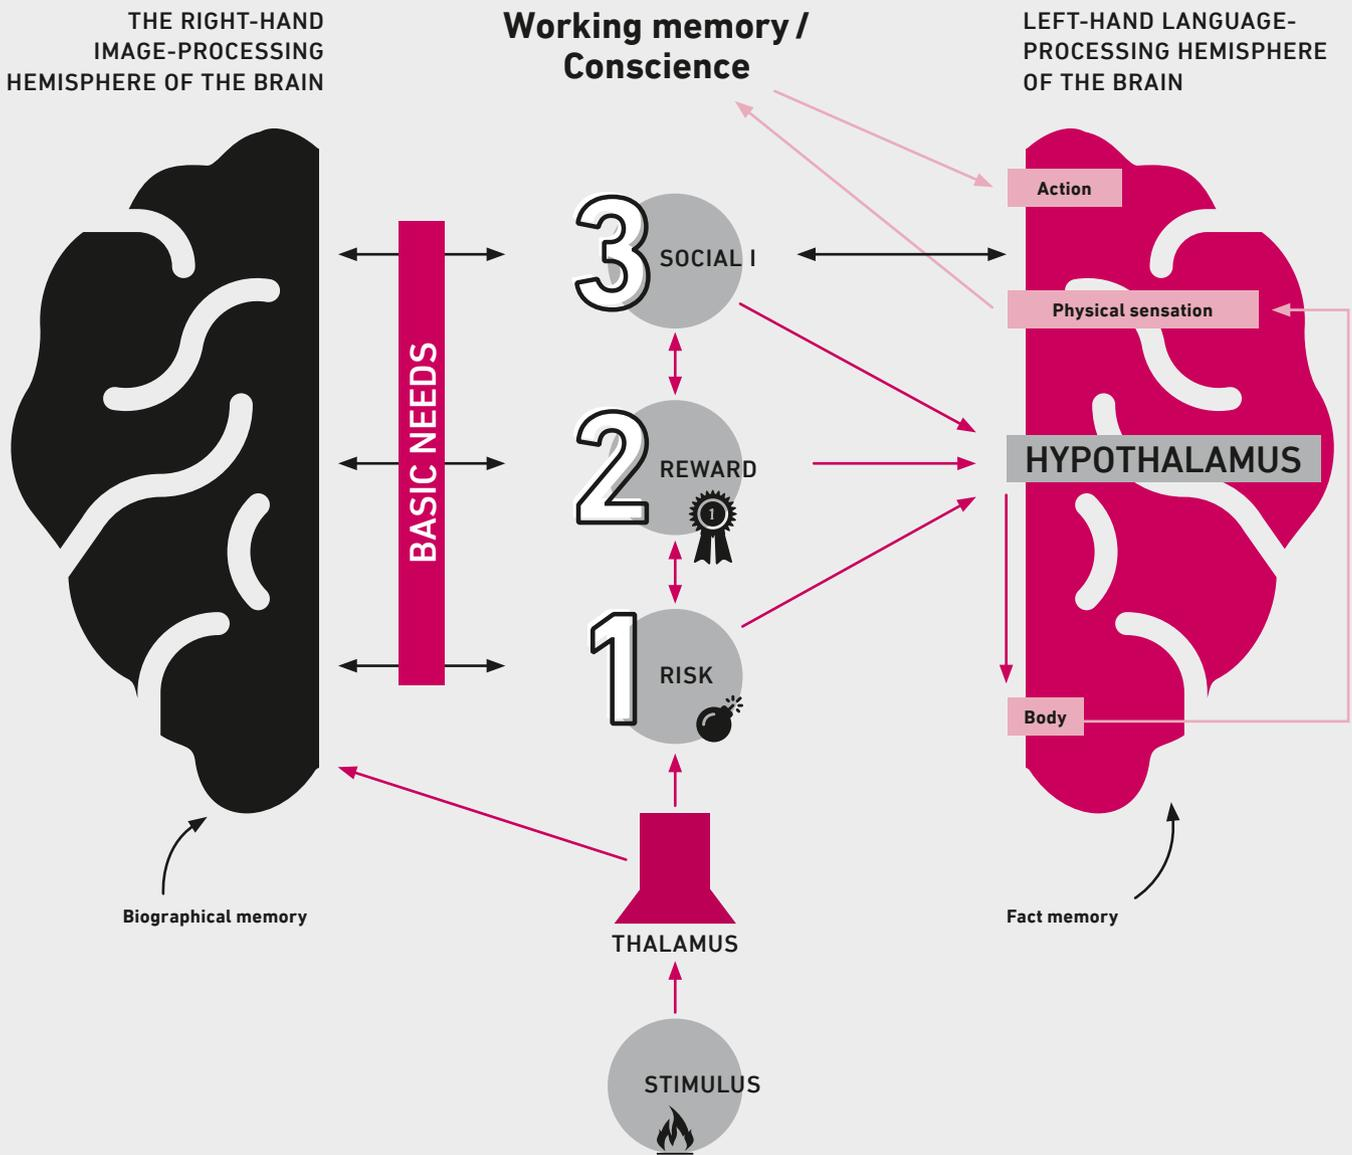 THE RIGHT-HAND
IMAGE-PROCESSING
HEMISPHERE OF THE BRAIN
Working memory /
Conscience
LEFT-HAND LANGUAGE-
PROCESSING HEMISPHERE
OF THE BRAIN
Action
3
SOCIAL I
Physical sensation
BASIC NEEDS
2
REWARD
1
HYPOTHALAMUS
1
RISK
Body
Biographical memory
Fact memory
THALAMUS
STIMULUS